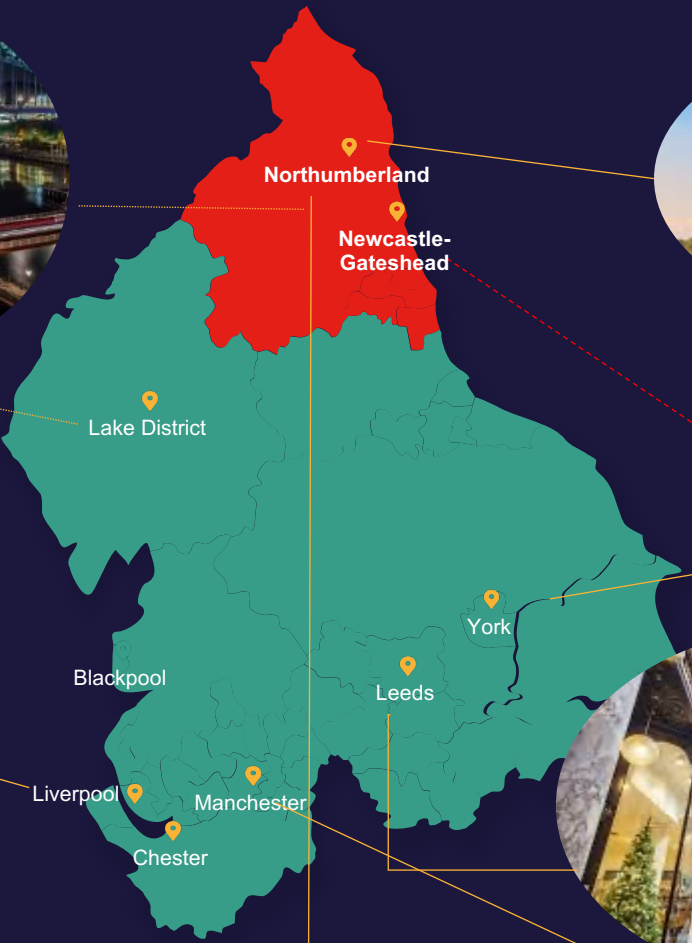 Northumberland
Newcastle-
Gateshead
Lake District
York
Blackpool
Leeds
Liverpool
Manchester
Chester